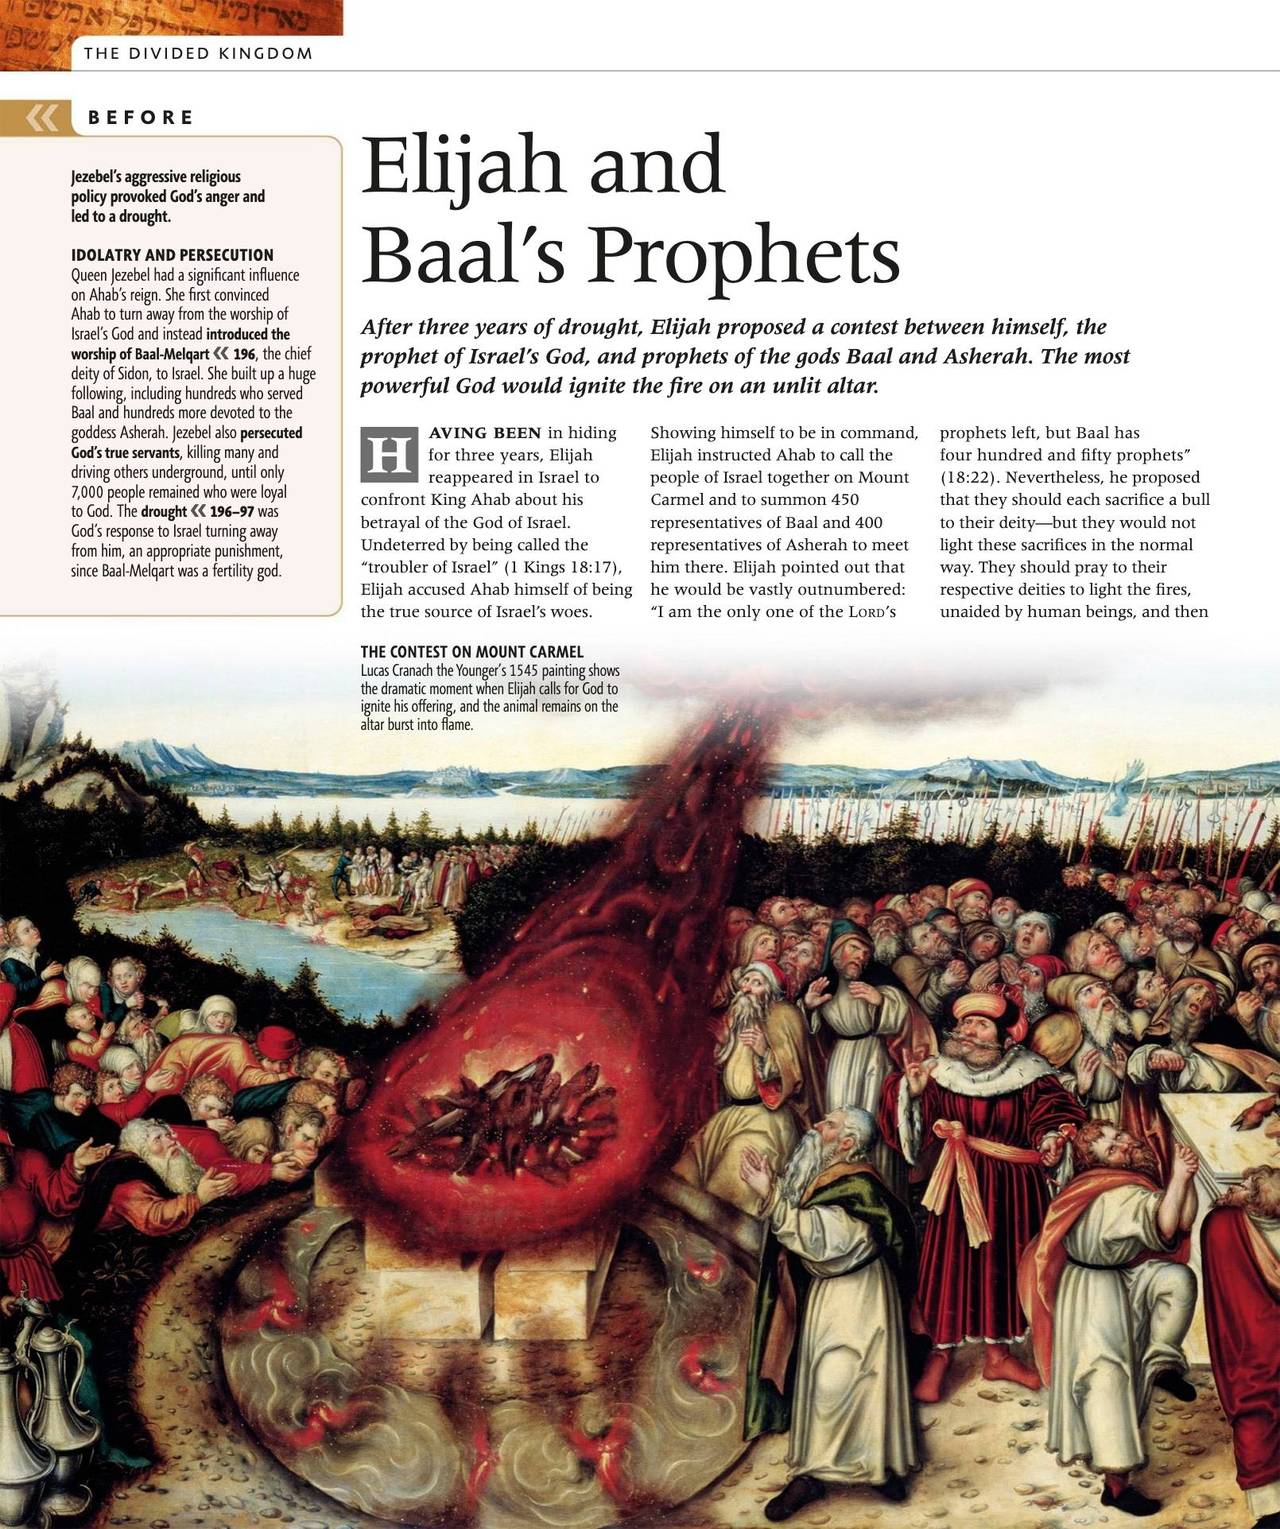 THE DIVIDED KINGDOM
BEFORE
Jezebel’s aggressive religious
policy provoked God’s anger and
led to a drought.
IDOLATRY AND PERSECUTION
Queen Jezebel had a significant influence
on Ahab’s reign. She first convinced
Ahab to turn away from the worship of
Israel’s God and instead introduced the
worship of Baal-Melqart « 196, the chief
deity of Sidon, to Israel. She built up a huge
following, including hundreds who served
Baal and hundreds more devoted to the
goddess Asherah. Jezebel also persecuted
God’s true servants, killing many and
driving others underground, until only
7,000 people remained who were loyal
to God. The drought « 196–97 was
God’s response to Israel turning away
from him, an appropriate punishment,
since Baal-Melqart was a fertility god.
Elijah and
Baal’s Prophets
After three years of drought, Elijah proposed a contest between himself, the
prophet of Israel’s God, and prophets of the gods Baal and Asherah. The most
powerful God would ignite the fire on an unlit altar.
HAVING BEEN in hiding
for three years, Elijah
reappeared in Israel to
confront King Ahab about his
betrayal of the God of Israel.
Undeterred by being called the
“troubler of Israel” (1 Kings 18:17),
Elijah accused Ahab himself of being
the true source of Israel’s woes.
Showing himself to be in command,
Elijah instructed Ahab to call the
people of Israel together on Mount
Carmel and to summon 450
representatives of Baal and 400
representatives of Asherah to meet
him there. Elijah pointed out that
he would be vastly outnumbered:
“I am the only one of the LORD’s
prophets left, but Baal has
four hundred and fifty prophets”
(18:22). Nevertheless, he proposed
that they should each sacrifice a bull
to their deity—but they would not
light these sacrifices in the normal
way. They should pray to their
respective deities to light the fires,
unaided by human beings, and then
THE CONTEST ON MOUNT CARMEL
Lucas Cranach the Younger’s 1545 painting shows
the dramatic moment when Elijah calls for God to
ignite his offering, and the animal remains on the
altar burst into flame.